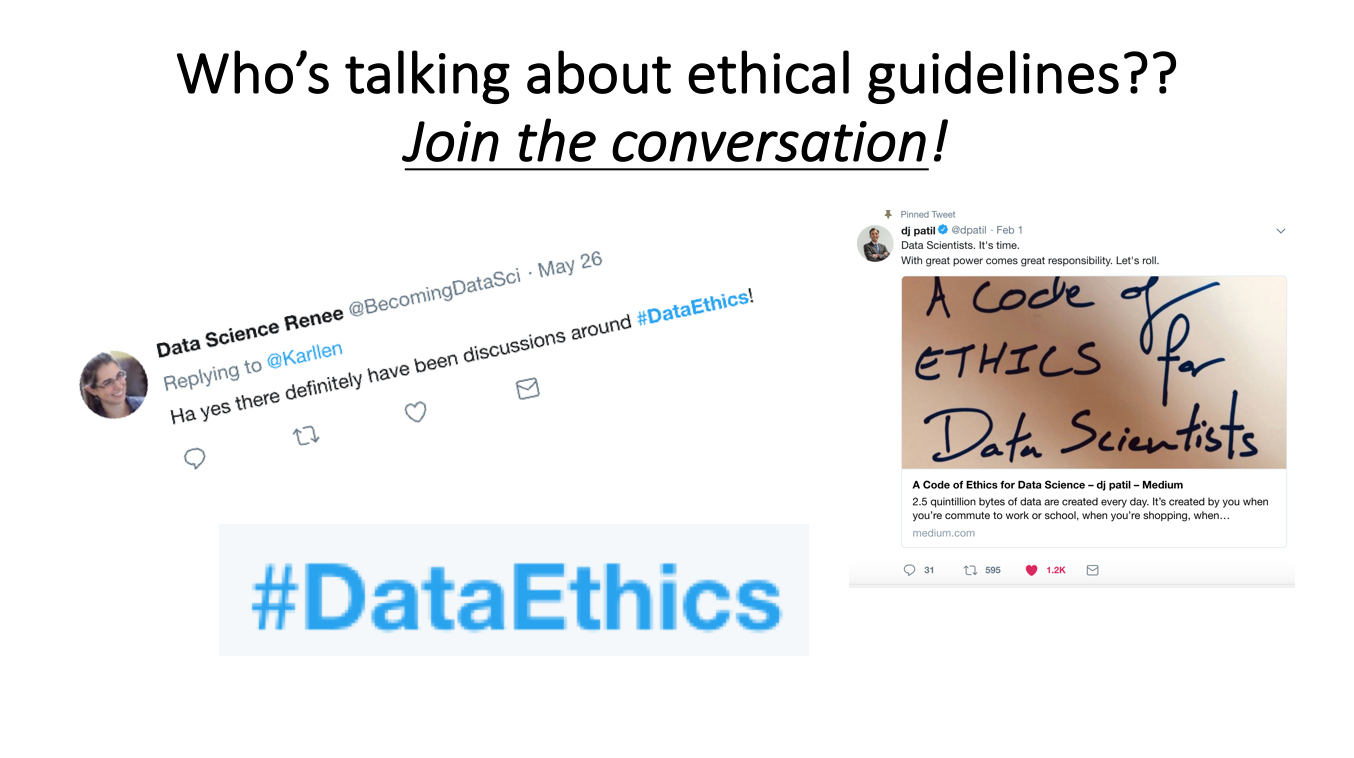 Who’s talking about ethical guidelines??
Join the conversation!
Data Science Renee @BecomingDataSci · May 26
Replying to @Karllen
Ha yes there definitely have been discussions around #DataEthics!
#DataEthics
Pinned Tweet
dj patil @dpatil · Feb 1
Data Scientists. It's time.
With great power comes great responsibility. Let's roll.
A Code of
ETHICS for
Data Scientists
A Code of Ethics for Data Science – dj patil – Medium
2.5 quintillion bytes of data are created every day. It’s created by you when
you’re commute to work or school, when you’re shopping, when…
medium.com
31 595 1.2K